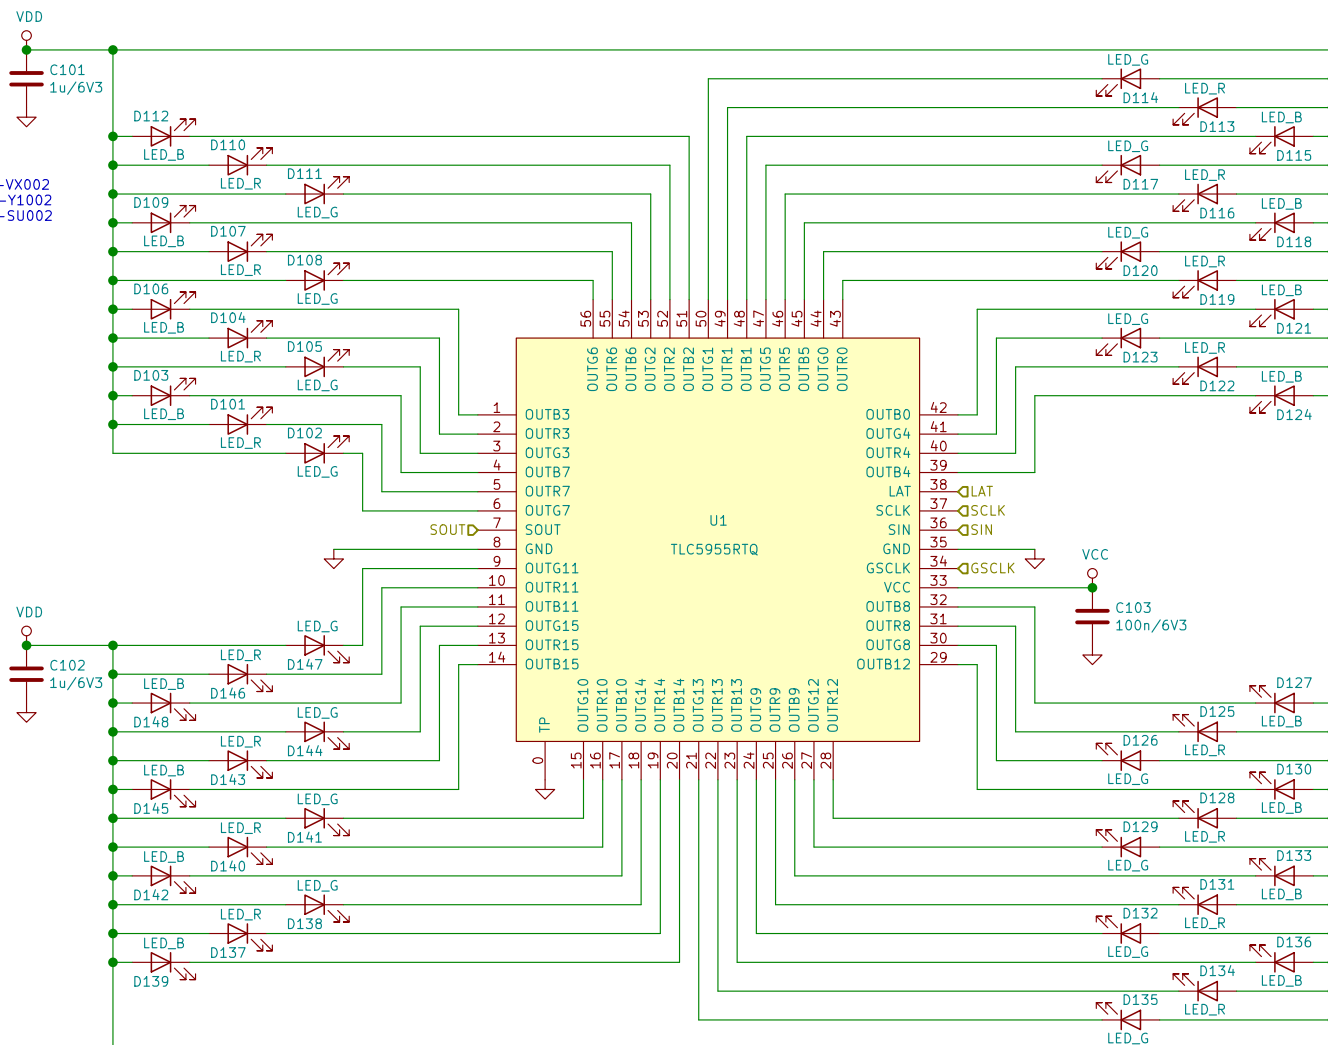 VDD
C101
1u/6V3
-VX002
-Y1002
-SU002
D112
LED_B
D110
LED_R
D111
LED_G
D109
LED_B
D107
LED_R
D108
LED_G
D106
LED_B
D104
LED_R
D105
LED_G
D103
LED_B
D101
LED_R
D102
LED_G
LED_G
D114
LED_R
D113
LED_B
D115
LED_G
D117
LED_R
D116
LED_B
D118
LED_G
D120
LED_R
D119
LED_B
D121
LED_G
D123
LED_R
D122
LED_B
D124
56 55 54 53 52 51 50 49 48 47 46 45 44 43
OUTG6 OUTR6 OUTB6 OUTG2 OUTR2 OUTB2 OUTG1 OUTR1 OUTB1 OUTG5 OUTR5 OUTB5 OUTG0 OUTR0
1 OUTB3
2 OUTR3
3 OUTG3
4 OUTB7
5 OUTR7
6 OUTG7
SOUT 7 SOUT
8 GND
9 OUTG11
10 OUTR11
11 OUTB11
12 OUTG15
13 OUTR15
14 OUTB15
U1
TLC5955RTQ
OUTB0 42
OUTG4 41
OUTR4 40
OUTB4 39
LAT 38 LAT
SCLK 37 SCLK
SIN 36 SIN
GND 35
GSCLK 34 GSCLK
VCC 33
OUTB8 32
OUTR8 31
OUTG8 30
OUTB12 29
VCC
C103
100n/6V3
TP OUTG10 OUTR10 OUTB10 OUTG14 OUTR14 OUTB14 OUTG13 OUTR13 OUTB13 OUTG9 OUTR9 OUTB9 OUTG12 OUTR12
0 15 16 17 18 19 20 21 22 23 24 25 26 27 28
VDD
C102
1u/6V3
LED_G
D147
LED_R
D146
LED_B
D148
LED_G
D144
LED_R
D143
LED_B
D145
LED_G
D141
LED_R
D140
LED_B
D142
LED_G
D138
LED_R
D137
LED_B
D139
D127
LED_B
D125
LED_R
D126
LED_G
D130
LED_B
D128
LED_R
D129
LED_G
D133
LED_B
D131
LED_R
D132
LED_G
D136
LED_B
D134
LED_R
D135
LED_G